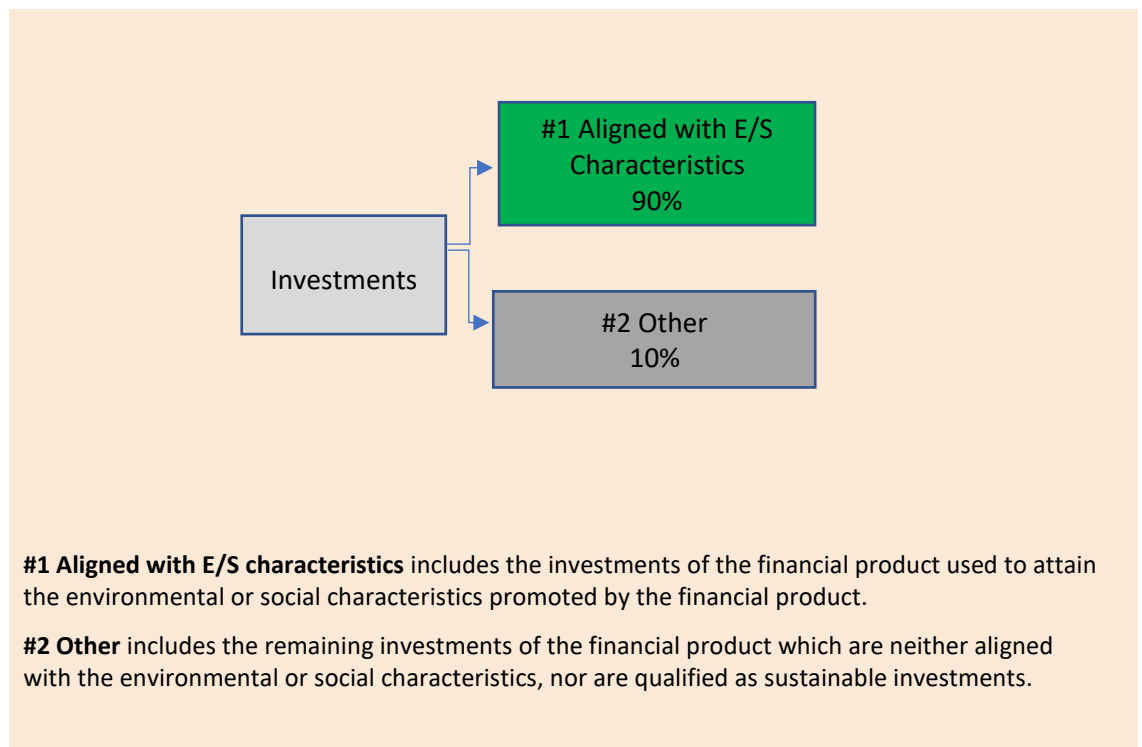 #1 Aligned with E/S
Characteristics
90%
Investments
#2 Other
10%
#1 Aligned with E/S characteristics includes the investments of the financial product used to attain
the environmental or social characteristics promoted by the financial product.
#2 Other includes the remaining investments of the financial product which are neither aligned
with the environmental or social characteristics, nor are qualified as sustainable investments.